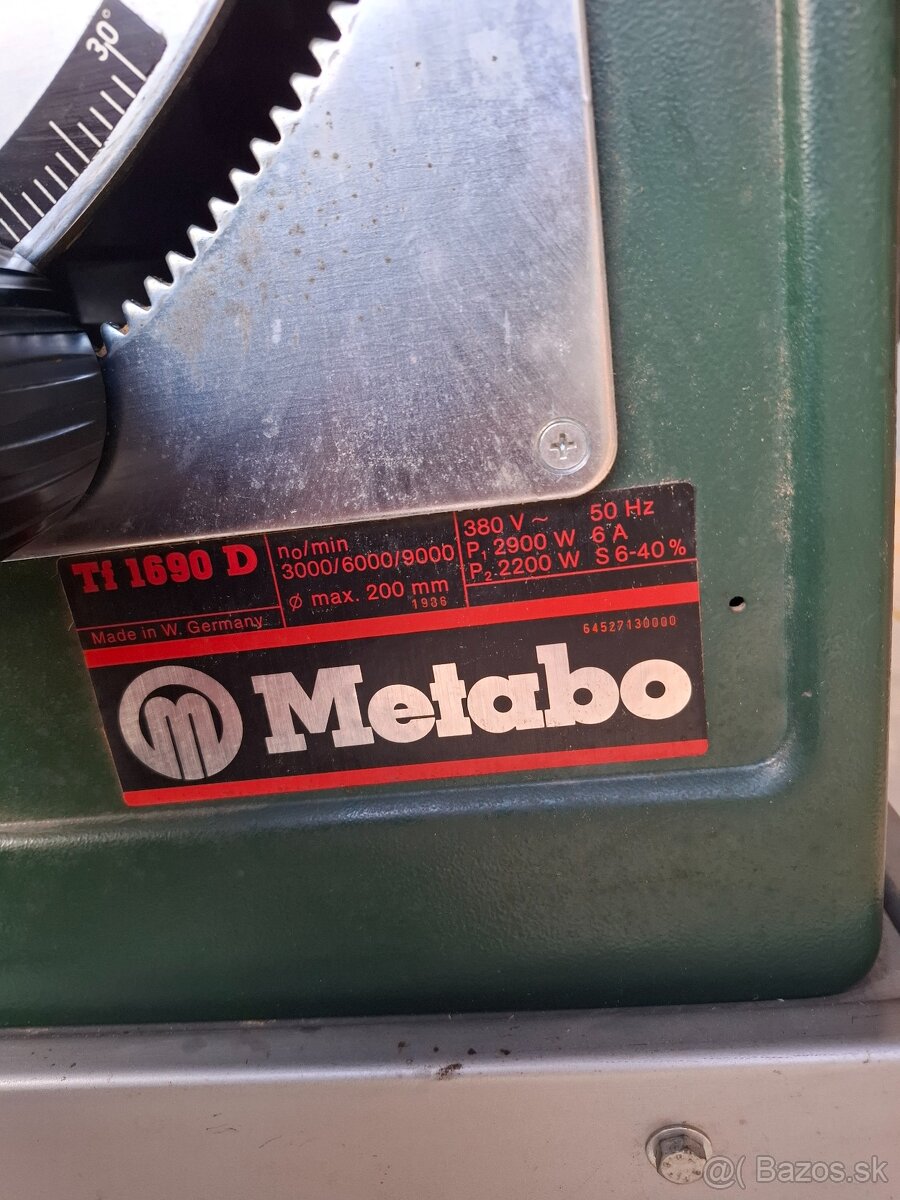 30°
Tf 1690 D
Made in W. Germany
n₀/min
3000/6000/9000
ø max. 200 mm
1986
380 V ~ 50 Hz
P₁ 2900 W 6 A
P₂ 2200 W S 6-40 %
64527130000
m
Metabo
@( Bazos.sk